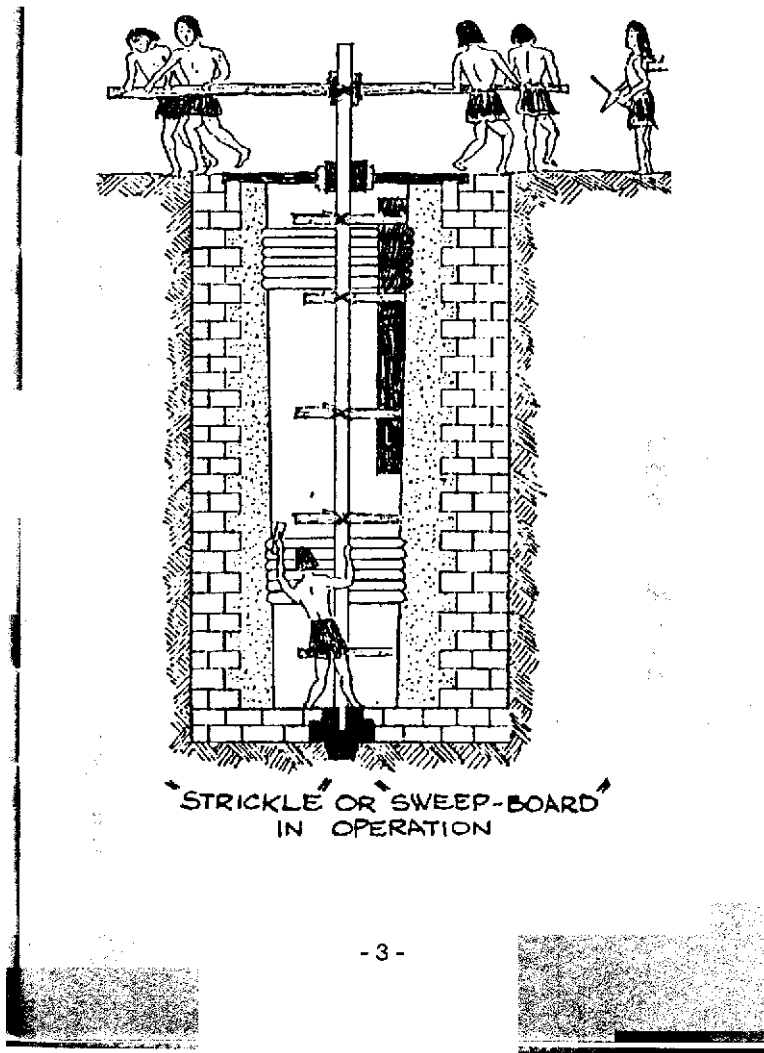 "STRICKLE" OR "SWEEP-BOARD"
IN OPERATION
- 3 -